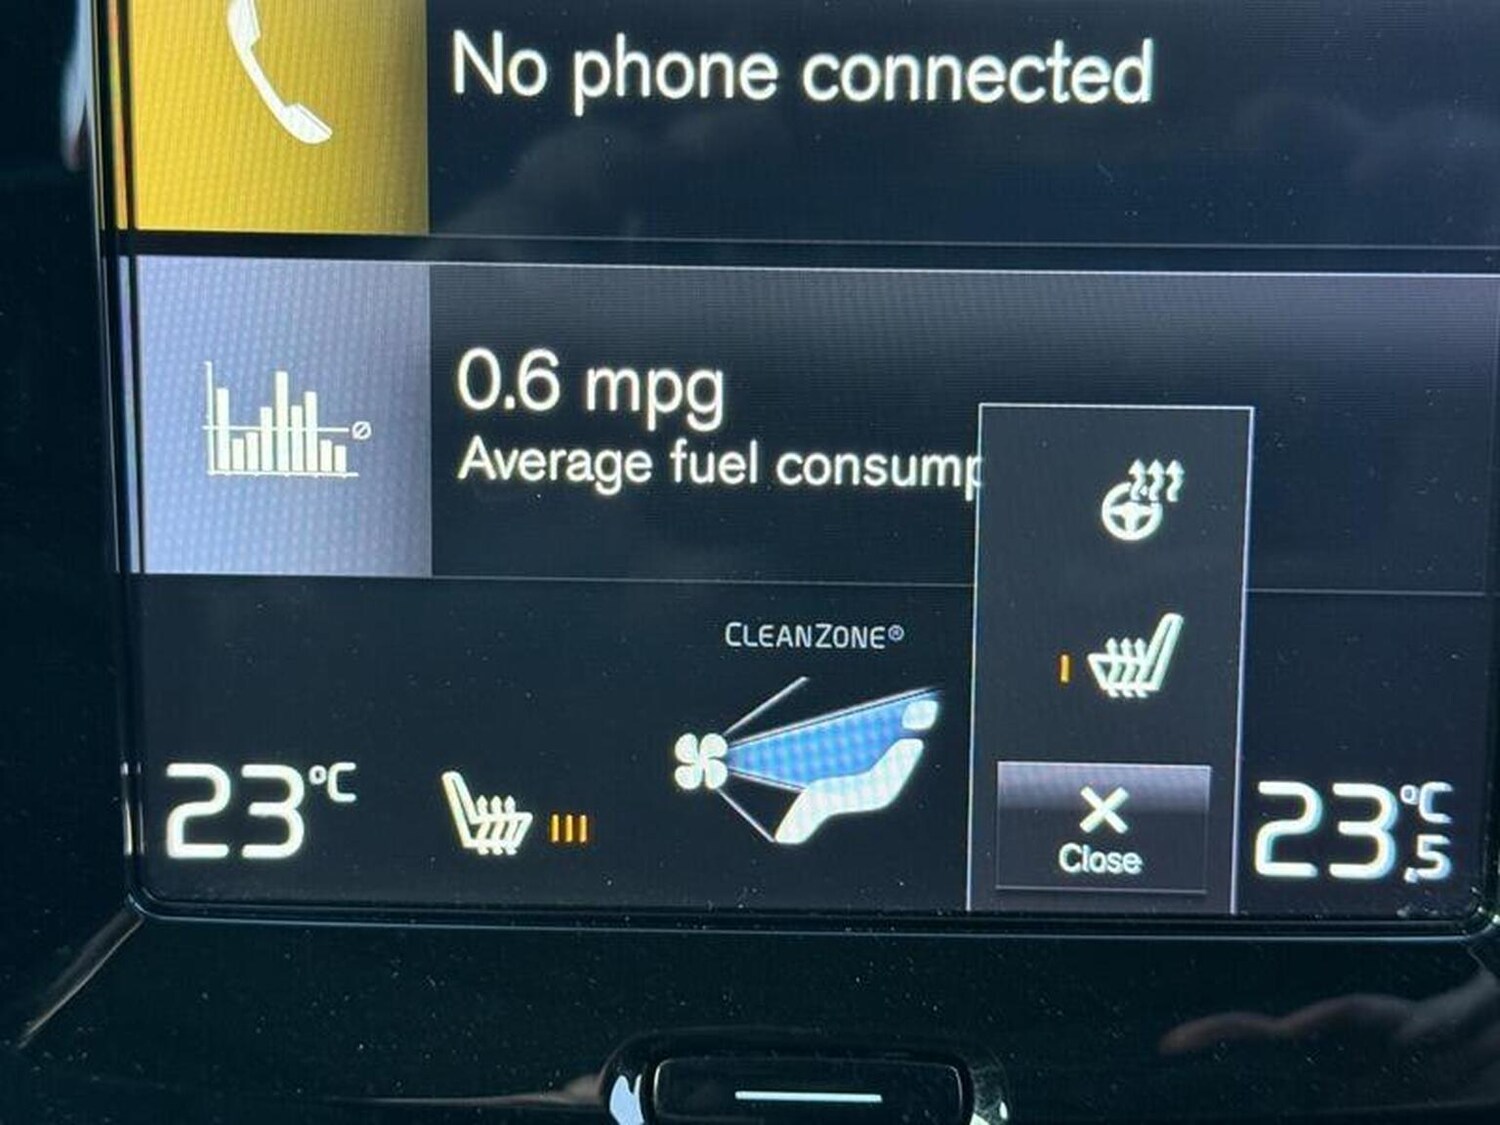 No phone connected
0.6 mpg
Average fuel consump
CLEANZONE®
23°C
Close
23.5°C